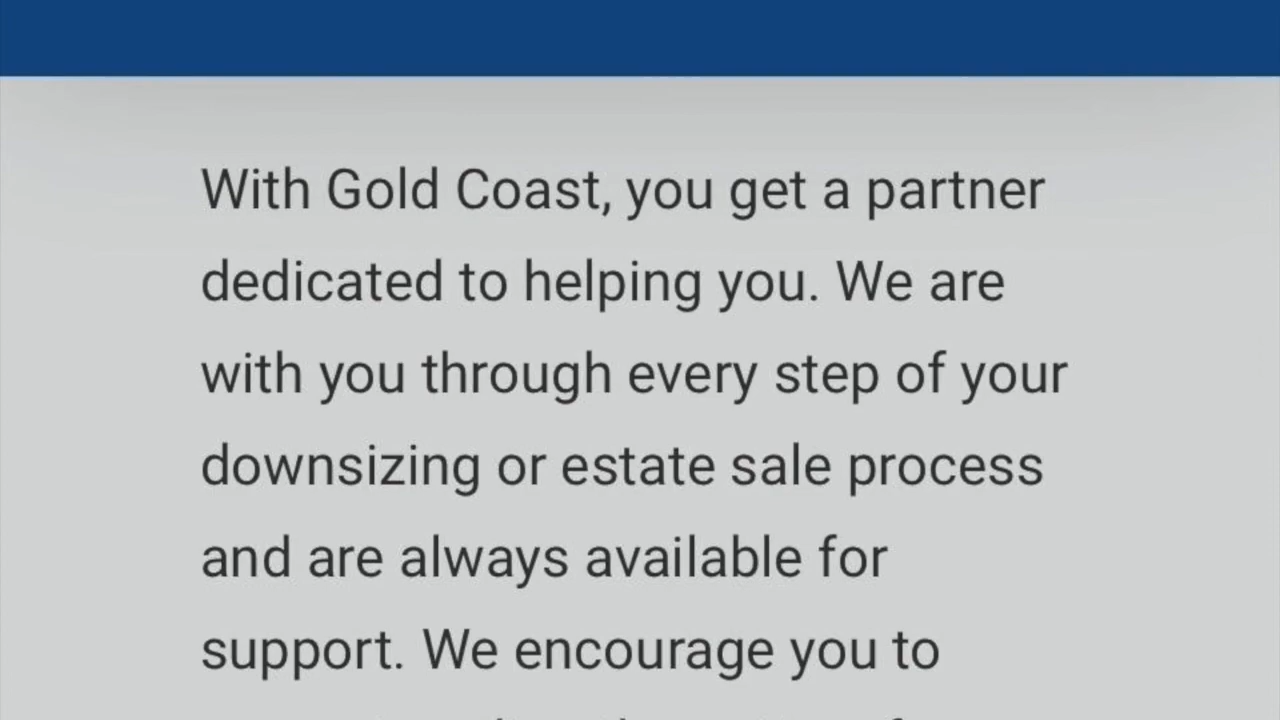 With Gold Coast, you get a partner
dedicated to helping you. We are
with you through every step of your
downsizing or estate sale process
and are always available for
support. We encourage you to